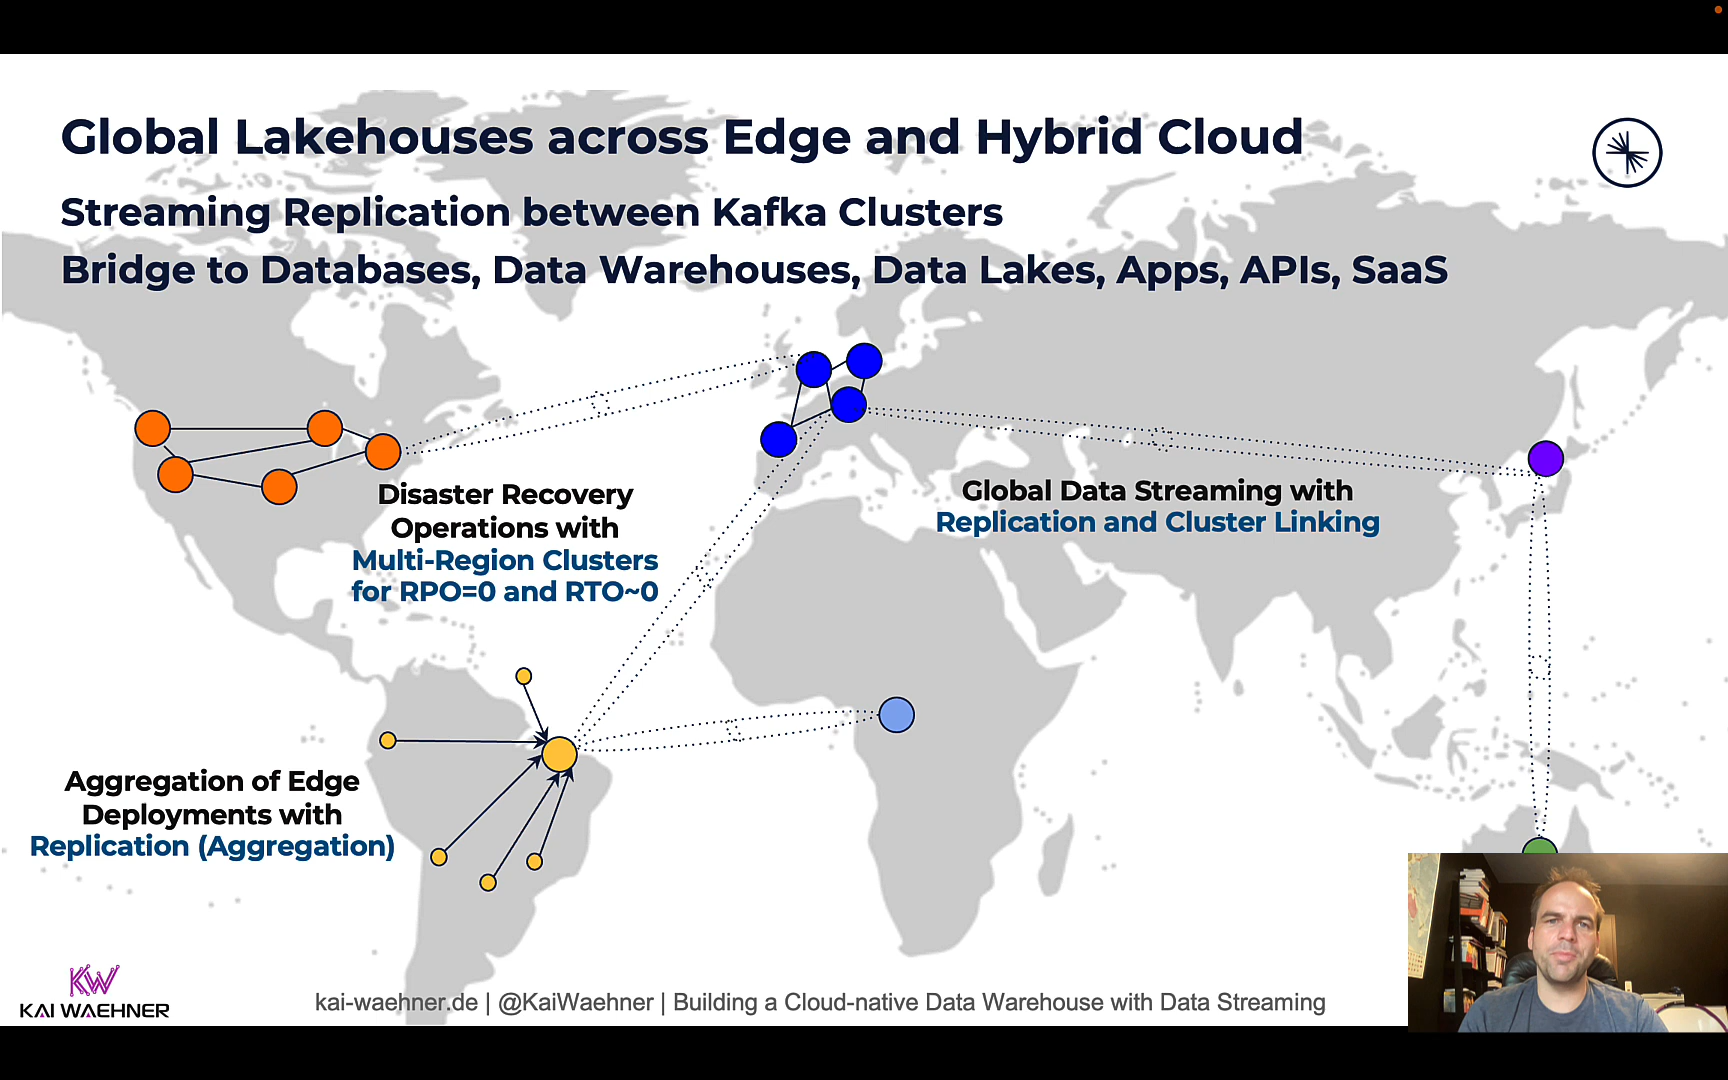 Global Lakehouses across Edge and Hybrid Cloud
Streaming Replication between Kafka Clusters
Bridge to Databases, Data Warehouses, Data Lakes, Apps, APIs, SaaS
Disaster Recovery
Operations with
Multi-Region Clusters
for RPO=0 and RTO~0
Global Data Streaming with
Replication and Cluster Linking
Aggregation of Edge
Deployments with
Replication (Aggregation)
KW
KAI WAEHNER
kai-waehner.de | @KaiWaehner | Building a Cloud-native Data Warehouse with Data Streaming